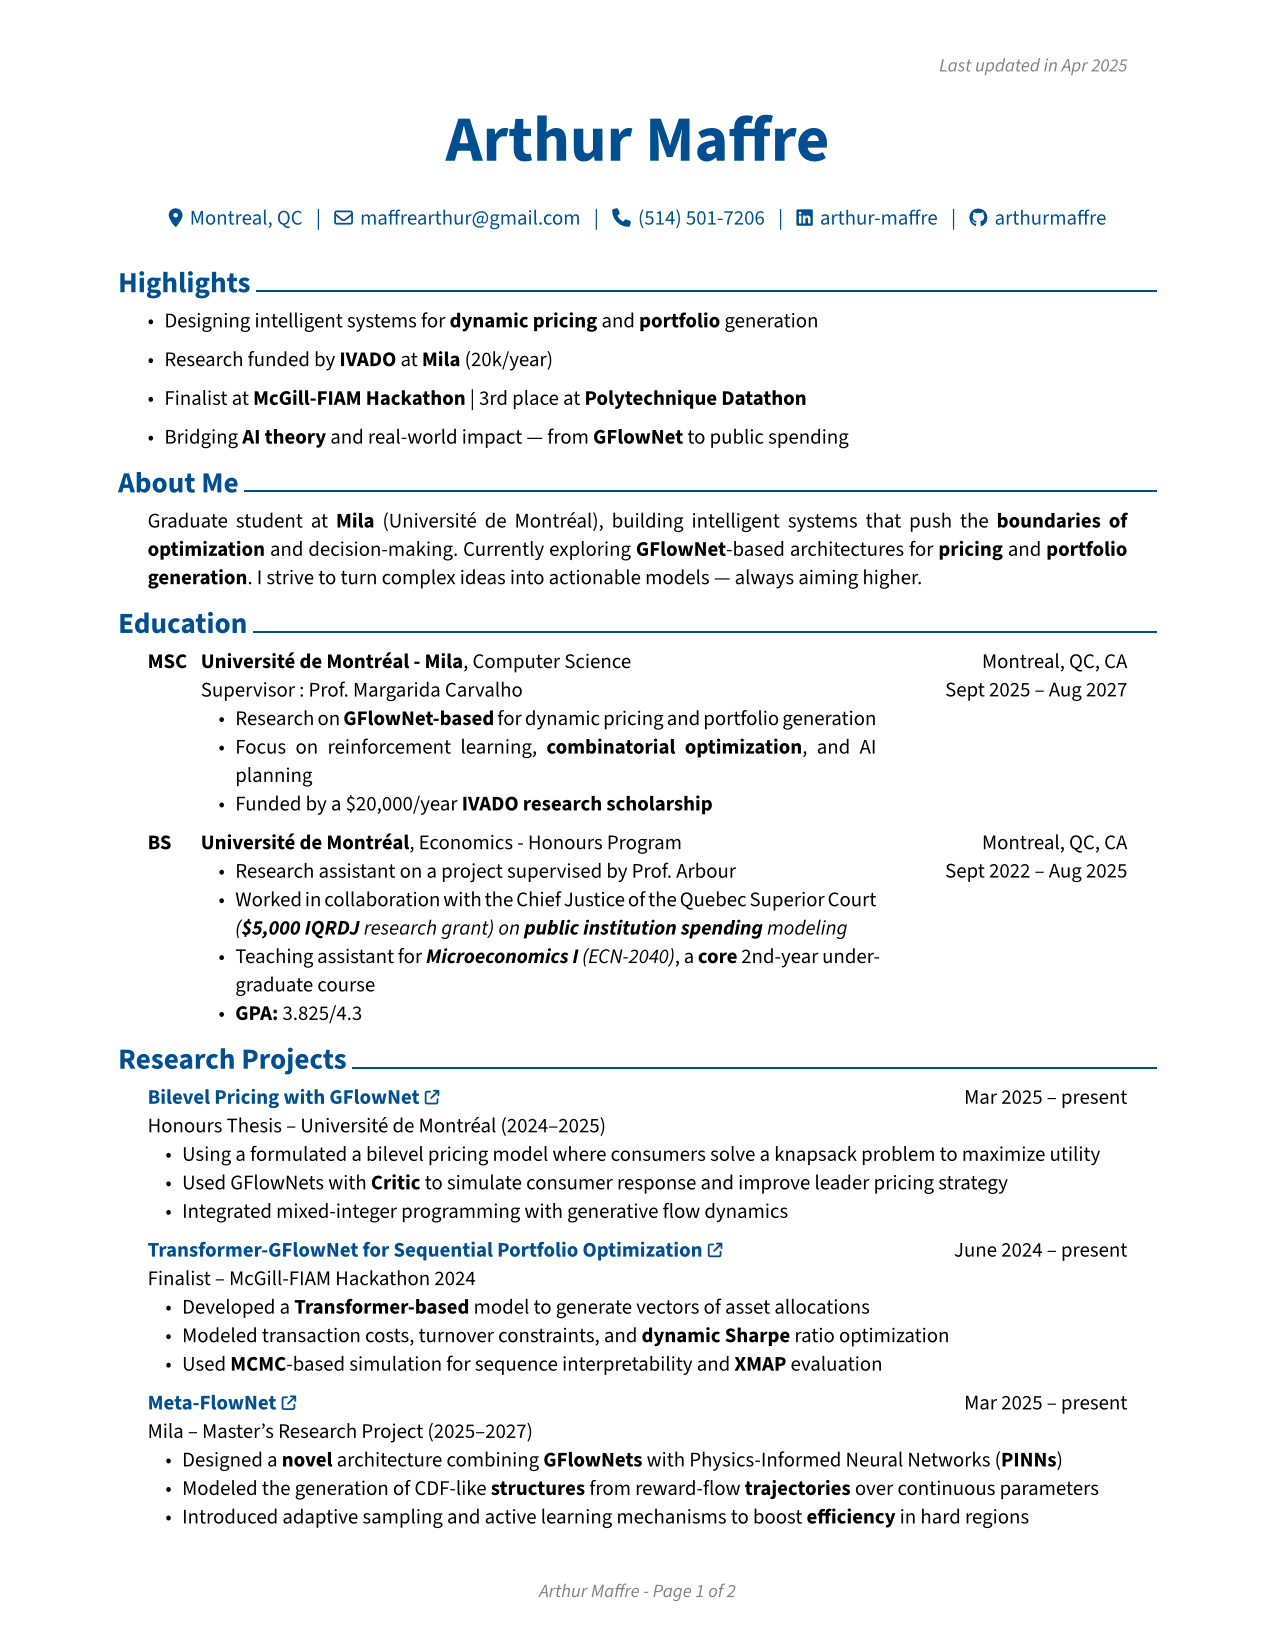 Last updated in Apr 2025
Arthur Maffre
Montreal, QC | maffrearthur@gmail.com | (514) 501-7206 | arthur-maffre | arthurmaffre
Highlights
• Designing intelligent systems for dynamic pricing and portfolio generation
• Research funded by IVADO at Mila (20k/year)
• Finalist at McGill-FIAM Hackathon | 3rd place at Polytechnique Datathon
• Bridging AI theory and real-world impact — from GFlowNet to public spending
About Me
Graduate student at Mila (Université de Montréal), building intelligent systems that push the boundaries of
optimization and decision-making. Currently exploring GFlowNet-based architectures for pricing and portfolio
generation. I strive to turn complex ideas into actionable models — always aiming higher.
Education
MSC Université de Montréal - Mila, Computer Science Montreal, QC, CA
Supervisor : Prof. Margarida Carvalho Sept 2025 – Aug 2027
• Research on GFlowNet-based for dynamic pricing and portfolio generation
• Focus on reinforcement learning, combinatorial optimization, and AI
planning
• Funded by a $20,000/year IVADO research scholarship
BS Université de Montréal, Economics - Honours Program Montreal, QC, CA
• Research assistant on a project supervised by Prof. Arbour Sept 2022 – Aug 2025
• Worked in collaboration with the Chief Justice of the Quebec Superior Court
($5,000 IQRDJ research grant) on public institution spending modeling
• Teaching assistant for Microeconomics I (ECN-2040), a core 2nd-year under-
graduate course
• GPA: 3.825/4.3
Research Projects
Bilevel Pricing with GFlowNet Mar 2025 – present
Honours Thesis – Université de Montréal (2024–2025)
• Using a formulated a bilevel pricing model where consumers solve a knapsack problem to maximize utility
• Used GFlowNets with Critic to simulate consumer response and improve leader pricing strategy
• Integrated mixed-integer programming with generative flow dynamics
Transformer-GFlowNet for Sequential Portfolio Optimization June 2024 – present
Finalist – McGill-FIAM Hackathon 2024
• Developed a Transformer-based model to generate vectors of asset allocations
• Modeled transaction costs, turnover constraints, and dynamic Sharpe ratio optimization
• Used MCMC-based simulation for sequence interpretability and XMAP evaluation
Meta-FlowNet Mar 2025 – present
Mila – Master’s Research Project (2025–2027)
• Designed a novel architecture combining GFlowNets with Physics-Informed Neural Networks (PINNs)
• Modeled the generation of CDF-like structures from reward-flow trajectories over continuous parameters
• Introduced adaptive sampling and active learning mechanisms to boost efficiency in hard regions
Arthur Maffre - Page 1 of 2